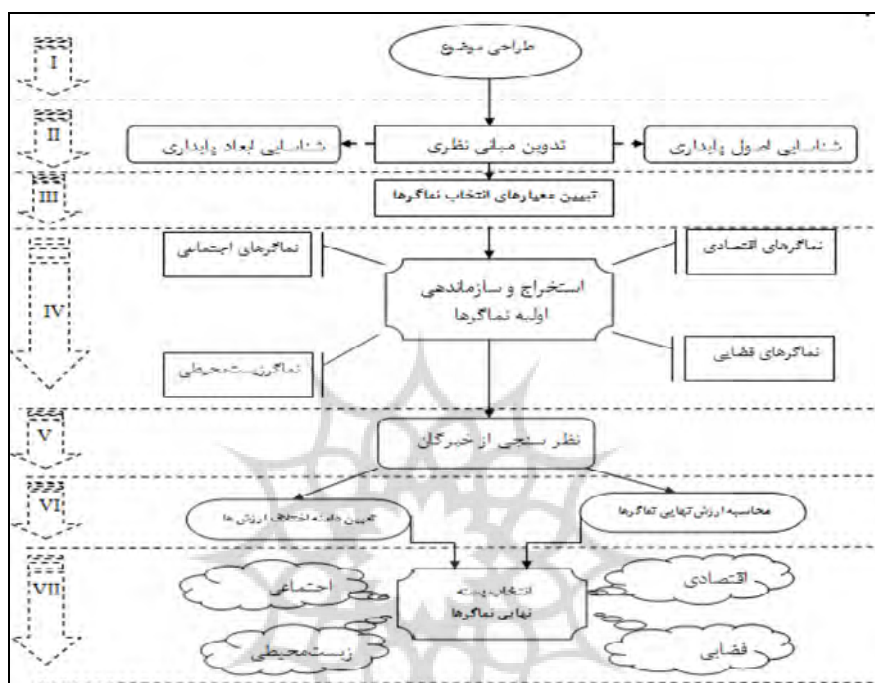 I
طراحی موضوع
II
شناسایی اصول پایداری
تدوین مبانی نظری
شناسایی ابعاد پایداری
III
تبیین معیارهای انتخاب نماگرها
IV
نماگرهای اقتصادی
نماگرهای اجتماعی
استخراج و سازماندهی
اولیه نماگرها
نماگرهای فضایی
نماگرزیست‌محیطی
V
نظر سنجی از خبرگان
VI
محاسبه ارزش نهایی نماگرها
تعیین دامنه اختلاف ارزش ها
VII
اقتصادی
اجتماعی
انتخاب بسته
نهایی نماگرها
فضایی
زیست‌محیطی